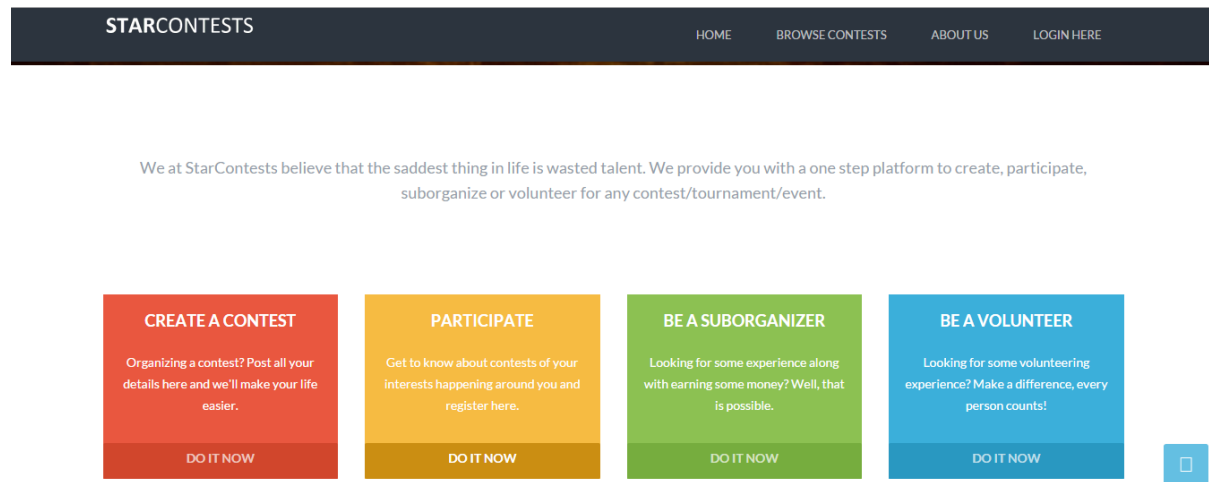 STARCONTESTS
HOME BROWSE CONTESTS ABOUT US LOGIN HERE
We at StarContests believe that the saddest thing in life is wasted talent. We provide you with a one step platform to create, participate,
suborganize or volunteer for any contest/tournament/event.
CREATE A CONTEST
Organizing a contest? Post all your
details here and we'll make your life
easier.
DO IT NOW
PARTICIPATE
Get to know about contests of your
interests happening around you and
register here.
DO IT NOW
BE A SUBORGANIZER
Looking for some experience along
with earning some money? Well, that
is possible.
DO IT NOW
BE A VOLUNTEER
Looking for some volunteering
experience? Make a difference, every
person counts!
DO IT NOW